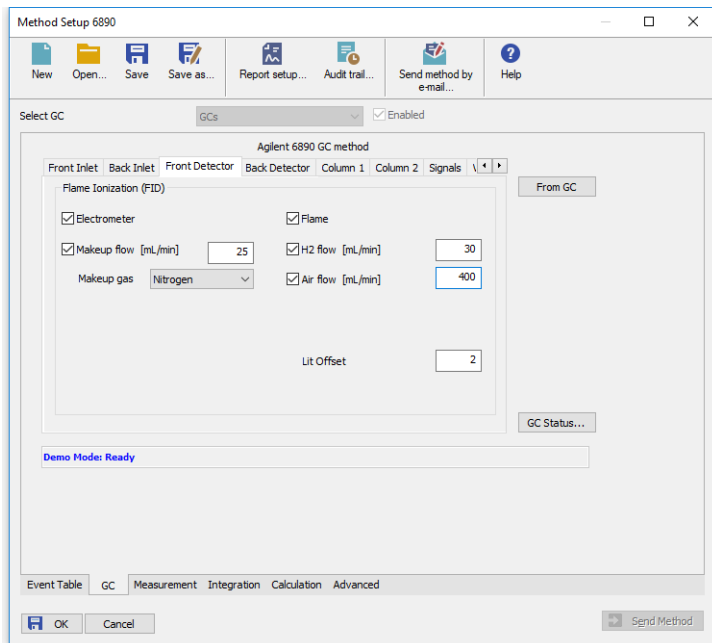 Method Setup 6890
New Open... Save Save as... Report setup... Audit trail... Send method by e-mail... Help
Select GC GCs Enabled
Agilent 6890 GC method
Front Inlet Back Inlet Front Detector Back Detector Column 1 Column 2 Signals
Flame Ionization (FID) From GC
Electrometer Flame
Makeup flow [mL/min] 25 H2 flow [mL/min] 30
Makeup gas Nitrogen Air flow [mL/min] 400
Lit Offset 2
GC Status...
Demo Mode: Ready
Event Table GC Measurement Integration Calculation Advanced
OK Cancel Send Method